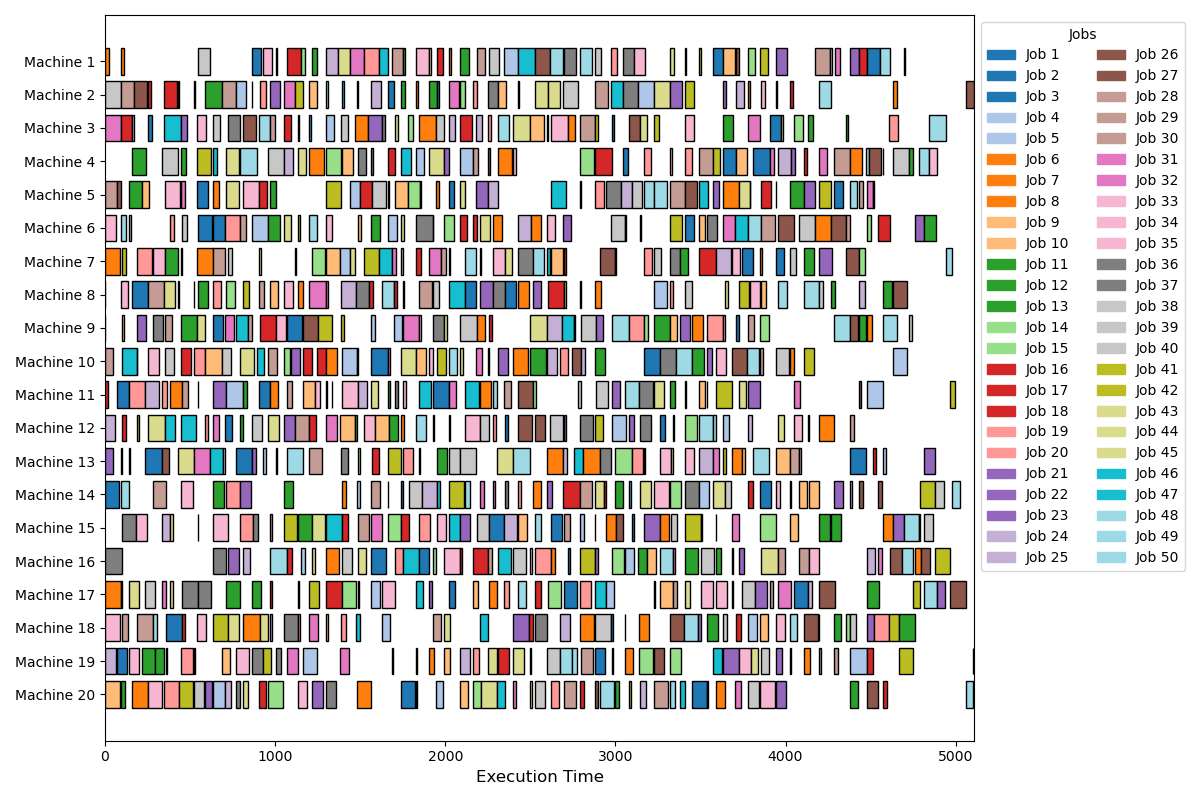 Machine 1
Machine 2
Machine 3
Machine 4
Machine 5
Machine 6
Machine 7
Machine 8
Machine 9
Machine 10
Machine 11
Machine 12
Machine 13
Machine 14
Machine 15
Machine 16
Machine 17
Machine 18
Machine 19
Machine 20
0 1000 2000 3000 4000 5000
Execution Time
Jobs
Job 1
Job 2
Job 3
Job 4
Job 5
Job 6
Job 7
Job 8
Job 9
Job 10
Job 11
Job 12
Job 13
Job 14
Job 15
Job 16
Job 17
Job 18
Job 19
Job 20
Job 21
Job 22
Job 23
Job 24
Job 25
Job 26
Job 27
Job 28
Job 29
Job 30
Job 31
Job 32
Job 33
Job 34
Job 35
Job 36
Job 37
Job 38
Job 39
Job 40
Job 41
Job 42
Job 43
Job 44
Job 45
Job 46
Job 47
Job 48
Job 49
Job 50